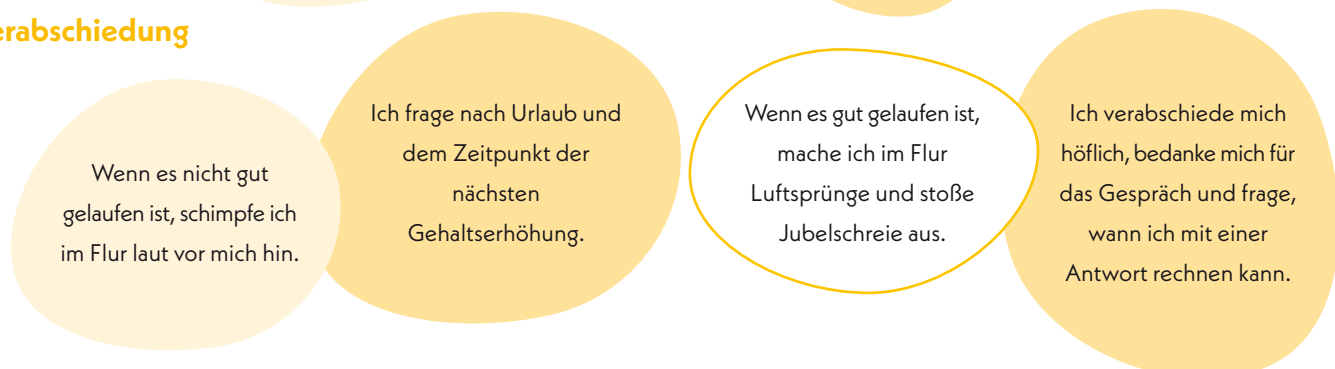 erabschiedung
Wenn es nicht gut
gelaufen ist, schimpfe ich
im Flur laut vor mich hin.
Ich frage nach Urlaub und
dem Zeitpunkt der
nächsten
Gehaltserhöhung.
Wenn es gut gelaufen ist,
mache ich im Flur
Luftsprünge und stoße
Jubelschreie aus.
Ich verabschiede mich
höflich, bedanke mich für
das Gespräch und frage,
wann ich mit einer
Antwort rechnen kann.